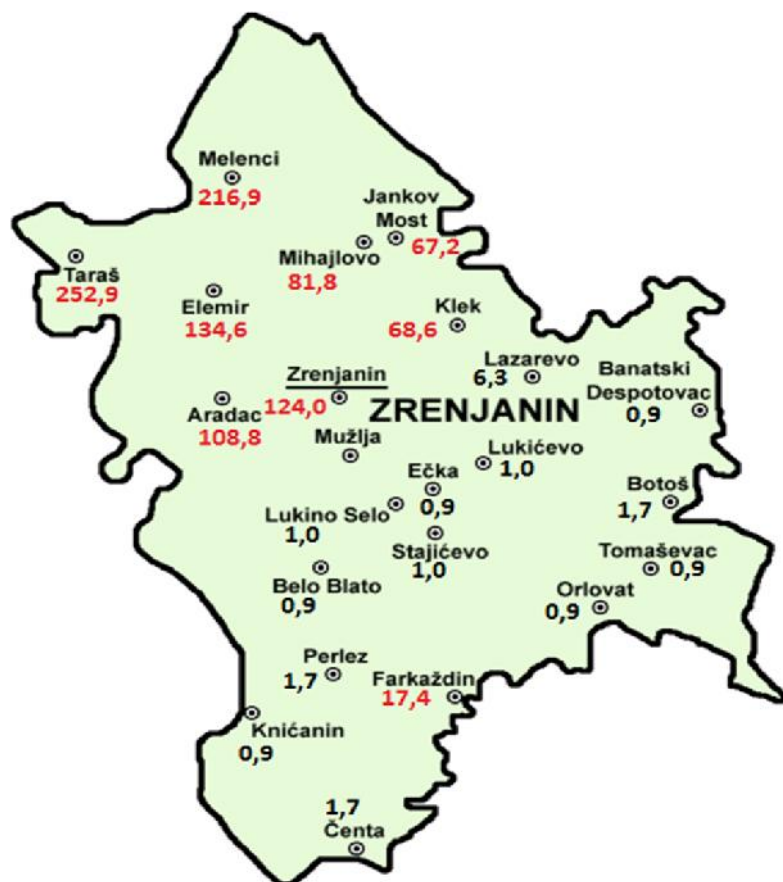 Melenci
216,9
Jankov
Most
67,2
Mihajlovo
81,8
Taraš
252,9
Elemir
134,6
Klek
68,6
Lazarevo
6,3
Banatski
Despotovac
0,9
Zrenjanin
124,0
ZRENJANIN
Aradac
108,8
Mužlja
Lukićevo
1,0
Ečka
0,9
Botoš
1,7
Lukino Selo
1,0
Stajićevo
1,0
Tomaševac
0,9
Belo Blato
0,9
Orlovat
0,9
Perlez
1,7
Farkaždin
17,4
Knićanin
0,9
1,7
Čenta